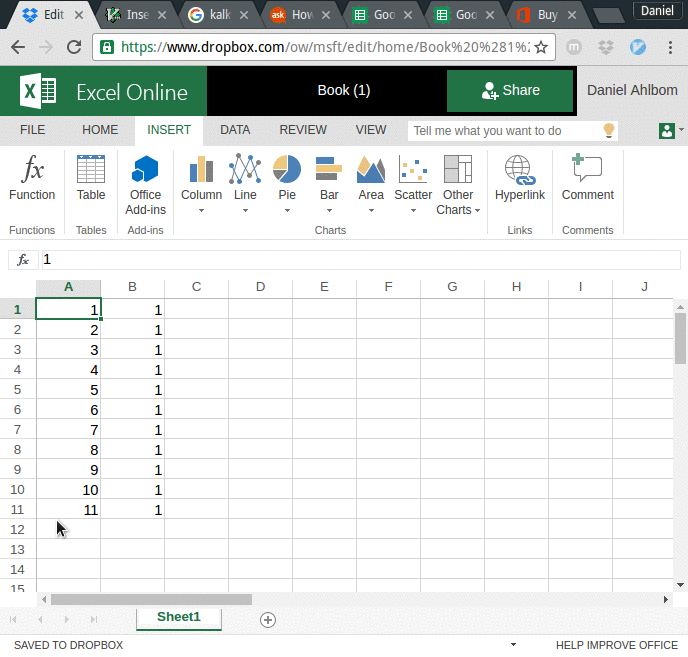 Daniel
Edit
Inse
kalk
ask
How
Goo
Goo
Buy
https://www.dropbox.com/ow/msft/edit/home/Book%20%281%2
X Excel Online
Book (1)
Share
Daniel Ahlbom
FILE HOME INSERT DATA REVIEW VIEW Tell me what you want to do
fx
Function Table Office Add-ins Column Line Pie Bar Area Scatter Other Charts Hyperlink Comment
Functions Tables Add-ins Charts Links Comments
fx 1
A B C D E F G H I J
1 1 1
2 2 1
3 3 1
4 4 1
5 5 1
6 6 1
7 7 1
8 8 1
9 9 1
10 10 1
11 11 1
12
13
14
15
Sheet1
SAVED TO DROPBOX HELP IMPROVE OFFICE